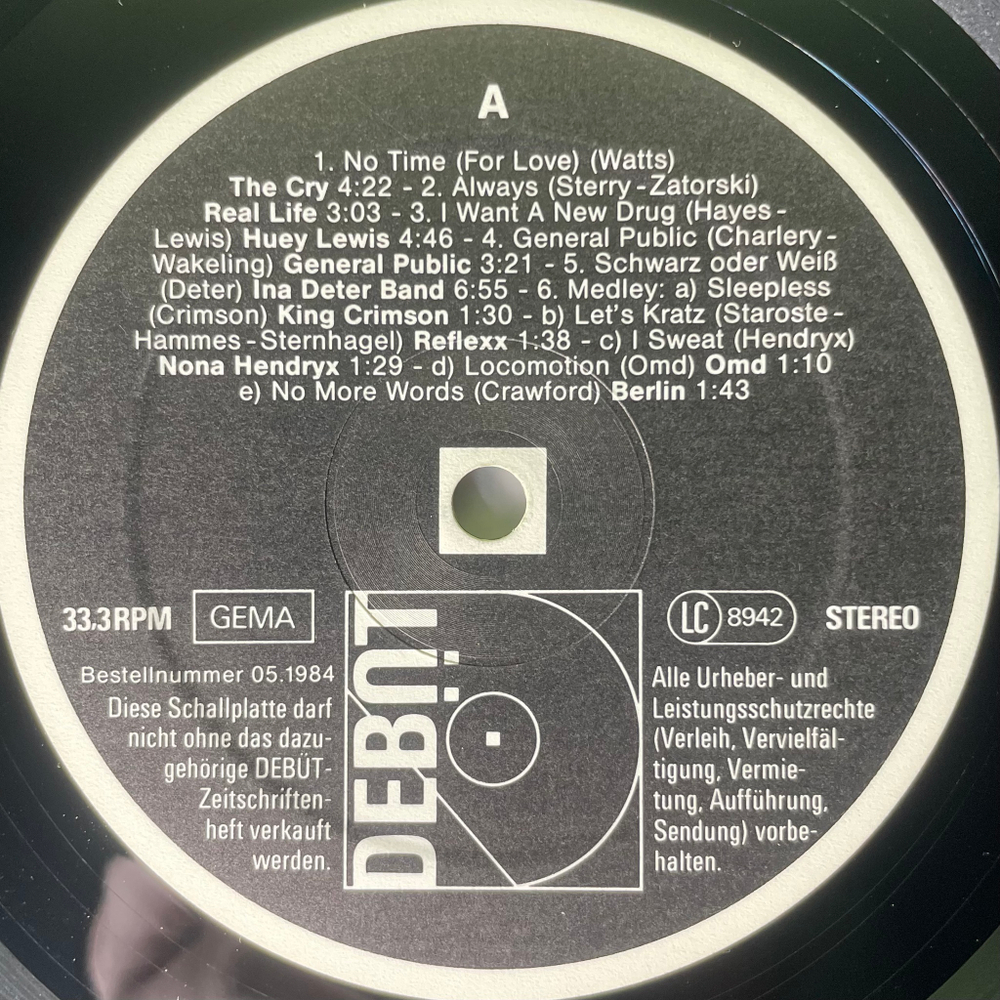 A
1. No Time (For Love) (Watts)
The Cry 4:22 - 2. Always (Sterry-Zatorski)
Real Life 3:03 - 3. I Want A New Drug (Hayes-
Lewis) Huey Lewis 4:46 - 4. General Public (Charlery-
Wakeling) General Public 3:21 - 5. Schwarz oder Weiß
(Deter) Ina Deter Band 6:55 - 6. Medley: a) Sleepless
(Crimson) King Crimson 1:30 - b) Let's Kratz (Staroste-
Hammes-Sternhagel) Reflexx 1:38 - c) I Sweat (Hendryx)
Nona Hendryx 1:29 - d) Locomotion (Omd) Omd 1:10
e) No More Words (Crawford) Berlin 1:43
33.3RPM GEMA
Bestellnummer 05.1984
Diese Schallplatte darf
nicht ohne das dazu-
gehörige DEBÜT-
Zeitschriften-
heft verkauft
werden.
DEBÜT
LC 8942 STEREO
Alle Urheber- und
Leistungsschutzrechte
(Verleih, Vervielfäl-
tigung, Vermie-
tung, Aufführung,
Sendung) vorbe-
halten.